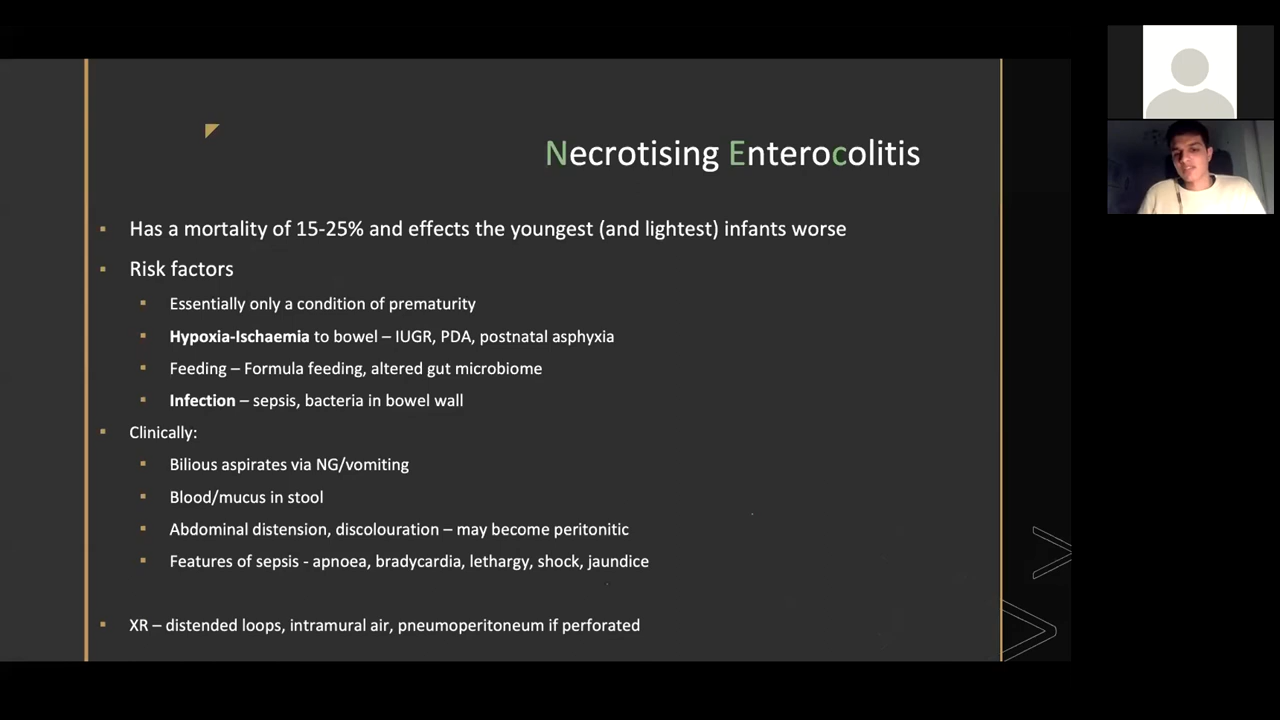 Necrotising Enterocolitis
Has a mortality of 15-25% and effects the youngest (and lightest) infants worse
Risk factors
Essentially only a condition of prematurity
Hypoxia-Ischaemia to bowel – IUGR, PDA, postnatal asphyxia
Feeding – Formula feeding, altered gut microbiome
Infection – sepsis, bacteria in bowel wall
Clinically:
Bilious aspirates via NG/vomiting
Blood/mucus in stool
Abdominal distension, discolouration – may become peritonitic
Features of sepsis - apnoea, bradycardia, lethargy, shock, jaundice
XR – distended loops, intramural air, pneumoperitoneum if perforated